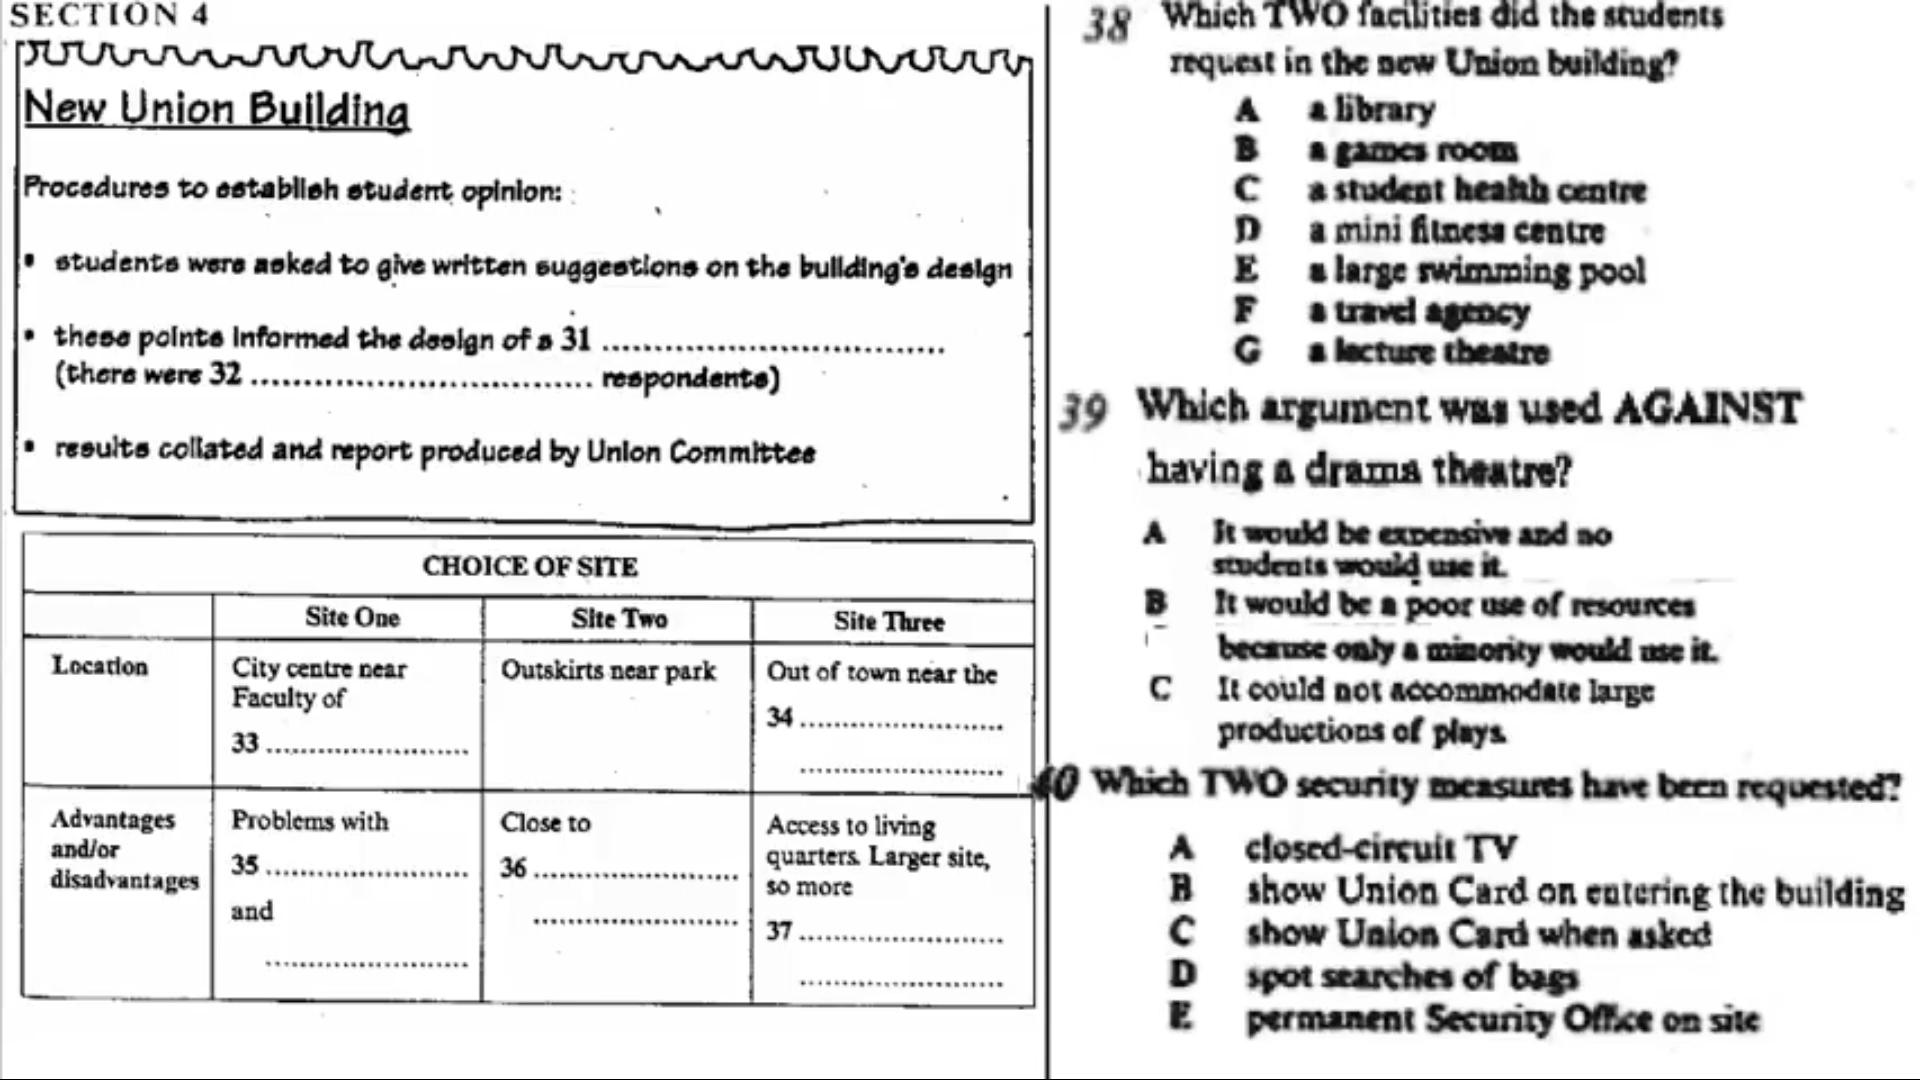 SECTION 4
New Union Building
Procedures to establish student opinion:
• students were asked to give written suggestions on the building's design
• these points informed the design of a 31 ....................................
(there were 32 .................................... respondents)
• results collated and report produced by Union Committee
CHOICE OF SITE
Site One
Site Two
Site Three
Location
City centre near
Faculty of
33 ........................
Outskirts near park
Out of town near the
34 ........................
........................
Advantages
and/or
disadvantages
Problems with
35 ........................
and
........................
Close to
36 ........................
........................
Access to living
quarters. Larger site,
so more
37 ........................
........................
38 Which TWO facilities did the students
request in the new Union building?
A a library
B a games room
C a student health centre
D a mini fitness centre
E a large swimming pool
F a travel agency
G a lecture theatre
39 Which argument was used AGAINST
having a drama theatre?
A It would be expensive and no
students would use it.
B It would be a poor use of resources
because only a minority would use it.
C It could not accommodate large
productions of plays.
40 Which TWO security measures have been requested?
A closed-circuit TV
B show Union Card on entering the building
C show Union Card when asked
D spot searches of bags
E permanent Security Office on site